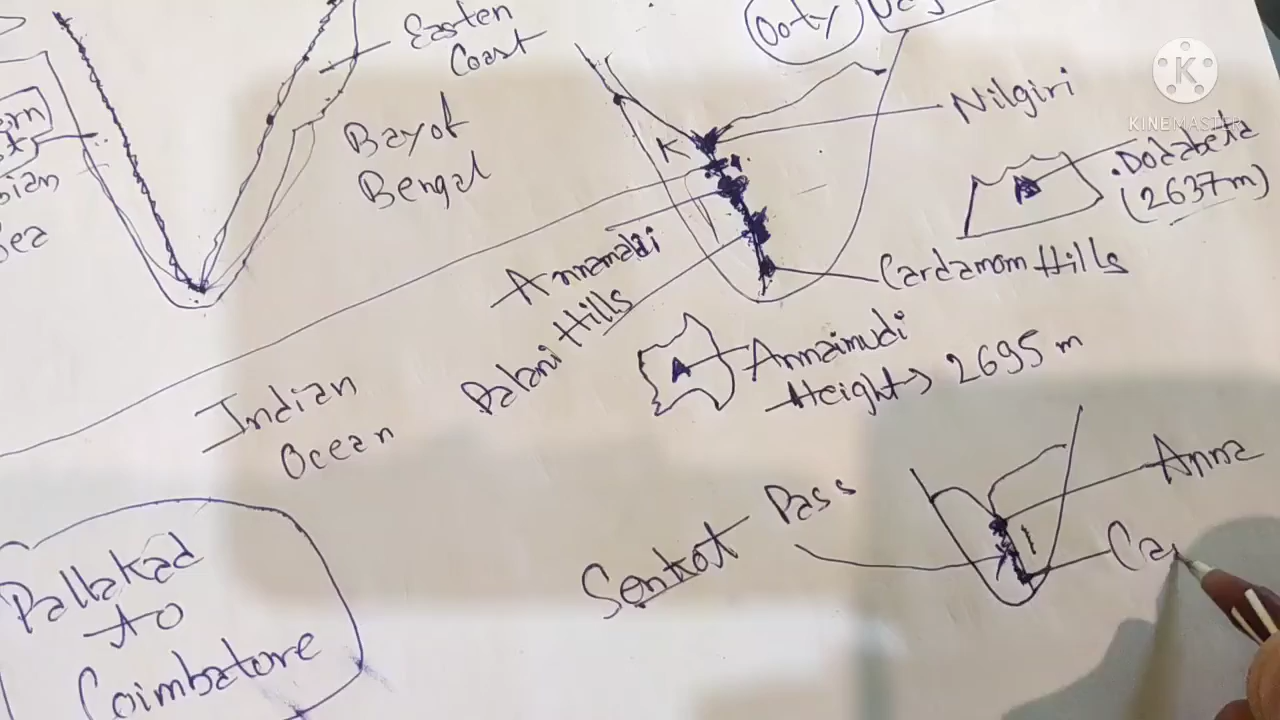 Easten
Coast
Ooty
Bay of
Bengal
K
Nilgiri
KINEMASTER
.Dodabeta
(2637m)
Annamalai
Palani Hills
Cardamom Hills
Annaimudi
Height → 2695 m
Indian
Ocean
Pass
Senkot
Anna
Ca
Pallakad
to
Coimbatore